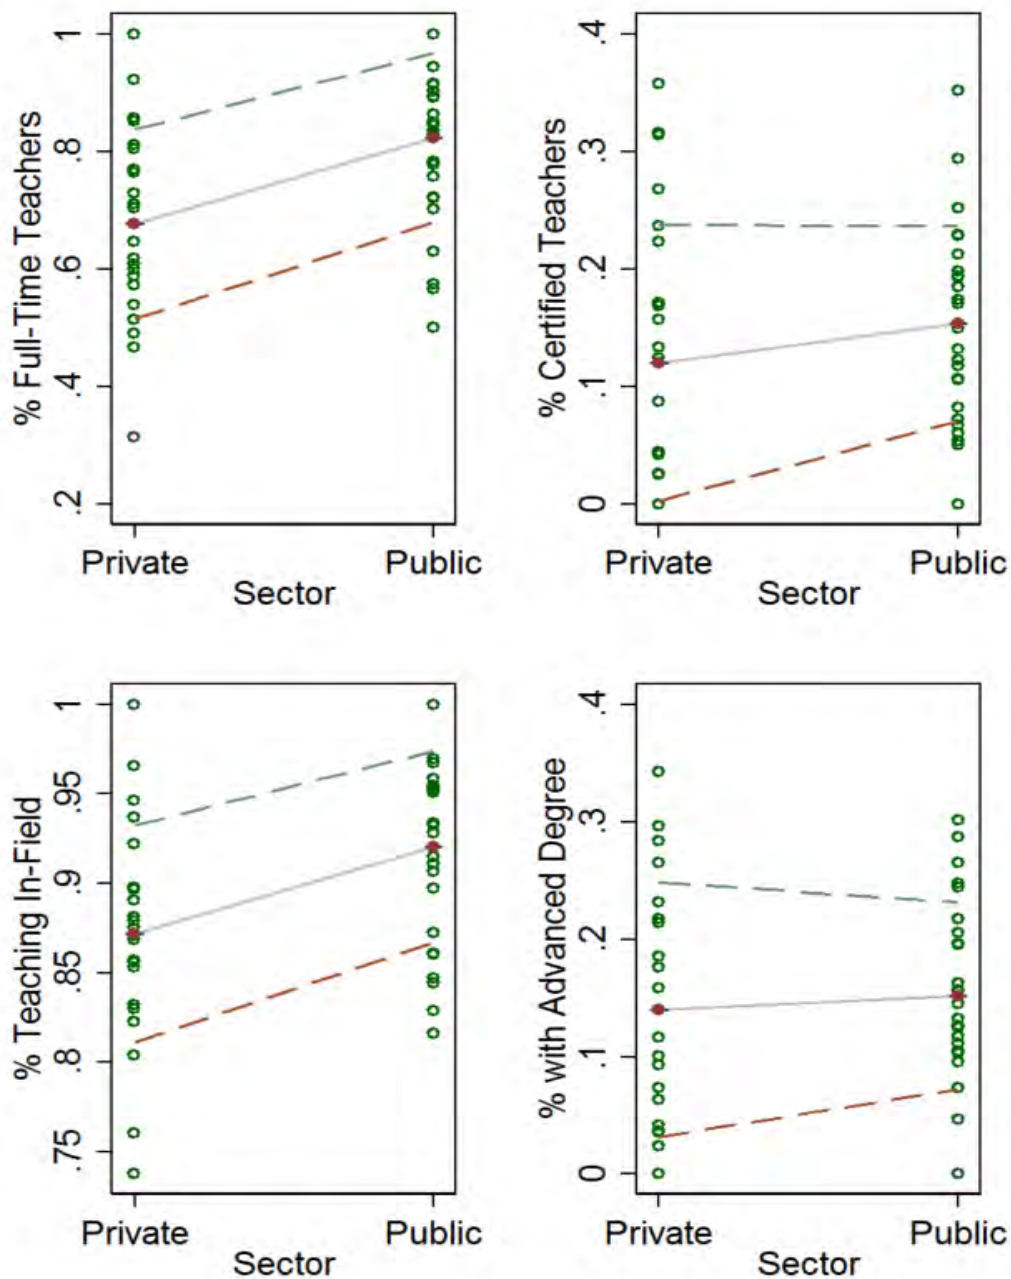 % Full-Time Teachers
1
.8
.6
.4
.2
Private Public
Sector
% Certified Teachers
.4
.3
.2
.1
0
Private Public
Sector
% Teaching In-Field
1
.95
.9
.85
.8
.75
Private Public
Sector
% with Advanced Degree
.4
.3
.2
.1
0
Private Public
Sector